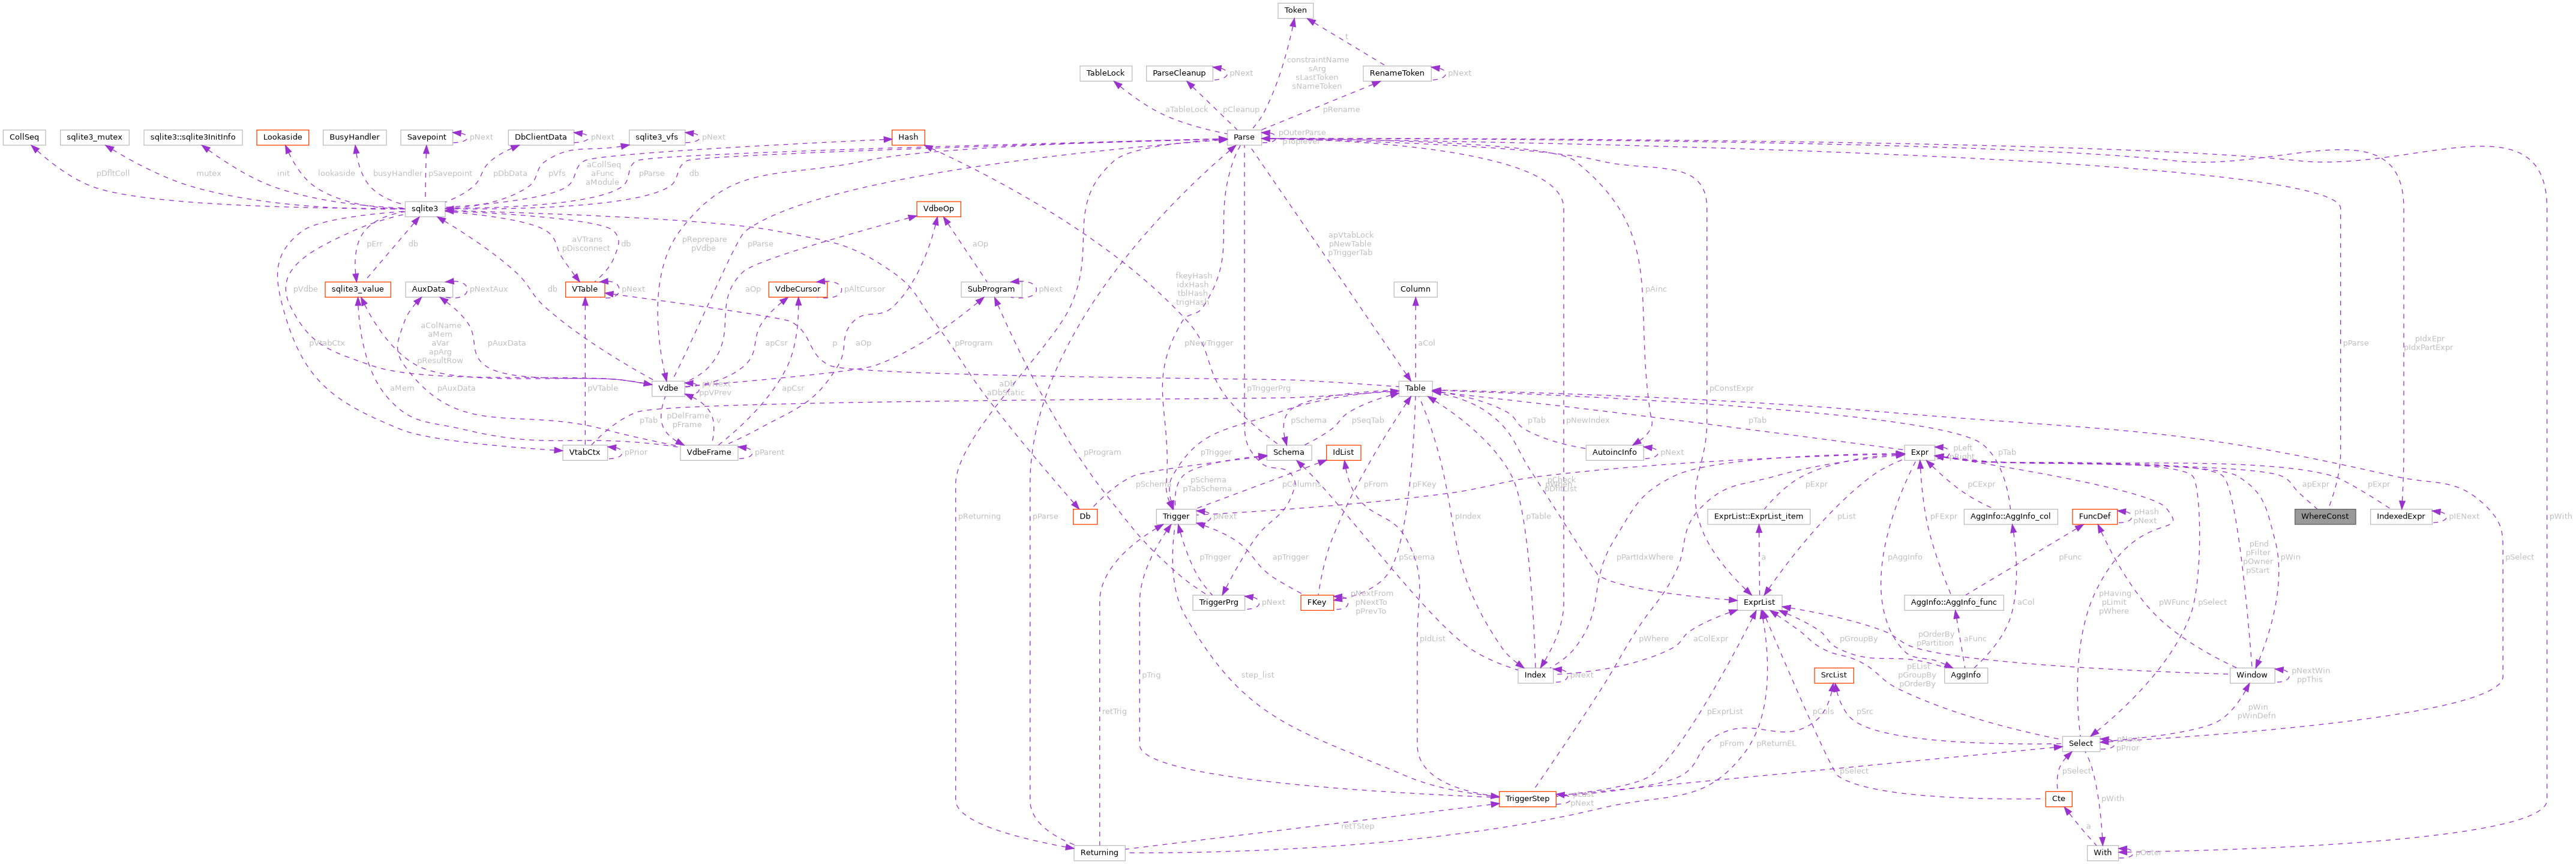 Token
t
TableLock
ParseCleanup
pNext
constraintName
sArg
sLastToken
sNameToken
RenameToken
pNext
aTableLock
pCleanup
pRename
CollSeq
sqlite3_mutex
sqlite3::sqlite3InitInfo
Lookaside
BusyHandler
Savepoint
pNext
DbClientData
pNext
sqlite3_vfs
pNext
Hash
Parse
pOuterParse
pDfltColl
mutex
init
lookaside
busyHandler
pSavepoint
pDbData
pVfs
aCollSeq
aFunc
aModule
pParse
db
sqlite3
VdbeOp
pErr
db
aVTrans
pDisconnect
db
pReprepare
pVdbe
pParse
aOp
apVtabLock
pNewTable
pTriggerTab
fkeyHash
idxHash
tblHash
trigHash
pVdbe
sqlite3_value
AuxData
pNextAux
db
VTable
pNext
aOp
VdbeCursor
pAltCursor
SubProgram
pNext
Column
pAinc
pVtabCtx
aColName
aMem
aVar
apArg
pResultRow
pAuxData
apCsr
p
aOp
pProgram
pNewTrigger
aCol
pParse
pIdxEpr
pIdxPartExpr
aMem
pAuxData
pVTable
Vdbe
ppVPrev
apCsr
aDb
aDbStatic
pTriggerPrg
Table
pConstExpr
pDelFrame
pFrame
v
pTab
pSchema
pSeqTab
pTab
pNewIndex
pTab
pWith
VtabCtx
pPrior
VdbeFrame
pParent
pProgram
pTrigger
Schema
IdList
AutoincInfo
pNext
Expr
pLeft
pTab
pSchema
pSchema
pTabSchema
pColumns
pFrom
pFKey
pCheck
pList
pCExpr
apExpr
pExpr
pSelect
pExpr
Db
Trigger
pNext
pIndex
pTable
ExprList::ExprList_item
pFExpr
AggInfo::AggInfo_col
FuncDef
pHash
pNext
WhereConst
IndexedExpr
pIENext
pReturning
pParse
pTrigger
apTrigger
pSchema
pPartIdxWhere
a
pAggInfo
pFunc
pEnd
pFilter
pOwner
pStart
pWin
TriggerPrg
pNext
FKey
pNextFrom
pNextTo
pPrevTo
ExprList
AggInfo::AggInfo_func
aCol
pHaving
pLimit
pWhere
pWFunc
pSelect
pIdList
pWhere
aColExpr
pGroupBy
pOrderBy
pPartition
aFunc
pTrig
step_list
Index
pNext
SrcList
pEList
pGroupBy
pOrderBy
AggInfo
Window
pNextWin
ppThis
retTrig
pExprList
pCols
pSrc
pWin
pWinDefn
pFrom
pReturnEL
Select
pPrior
pSelect
pSelect
TriggerStep
pNext
Cte
pWith
retTStep
a
Returning
With
pOuter